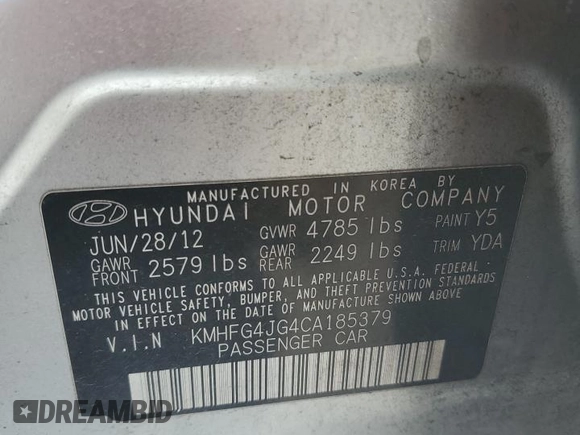 MANUFACTURED IN KOREA BY
HYUNDAI MOTOR COMPANY
JUN/28/12 GVWR 4785 lbs PAINT Y5
GAWR FRONT 2579 lbs GAWR REAR 2249 lbs TRIM YDA
THIS VEHICLE CONFORMS TO ALL APPLICABLE U.S.A. FEDERAL
MOTOR VEHICLE SAFETY, BUMPER, AND THEFT PREVENTION STANDARDS
IN EFFECT ON THE DATE OF MANUFACTURE SHOWN ABOVE.
V.I.N KMHFG4JG4CA185379
PASSENGER CAR
DREAMBID